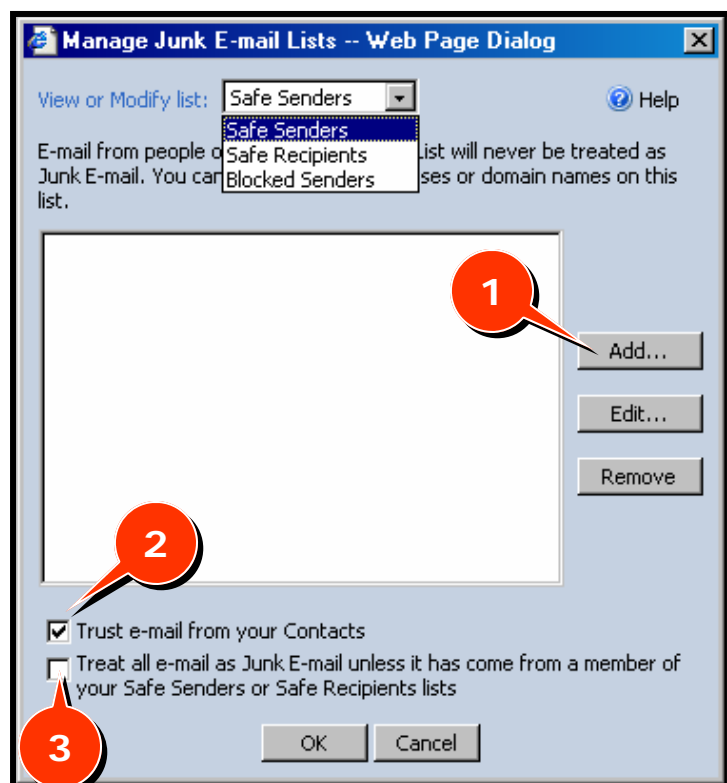 Manage Junk E-mail Lists -- Web Page Dialog
View or Modify list: Safe Senders Help
Safe Senders
E-mail from people o Safe Recipients List will never be treated as
Junk E-mail. You can Blocked Senders ses or domain names on this
list.
1
Add...
Edit...
Remove
2
Trust e-mail from your Contacts
Treat all e-mail as Junk E-mail unless it has come from a member of
your Safe Senders or Safe Recipients lists
3
OK Cancel